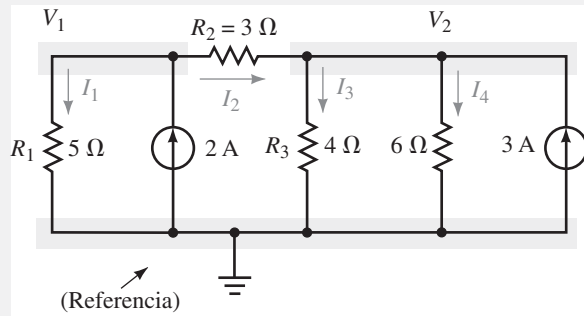 V1 R2 = 3 Ω V2
I1 I2 I3 I4
R1 5 Ω 2 A R3 4 Ω 6 Ω 3 A
(Referencia)